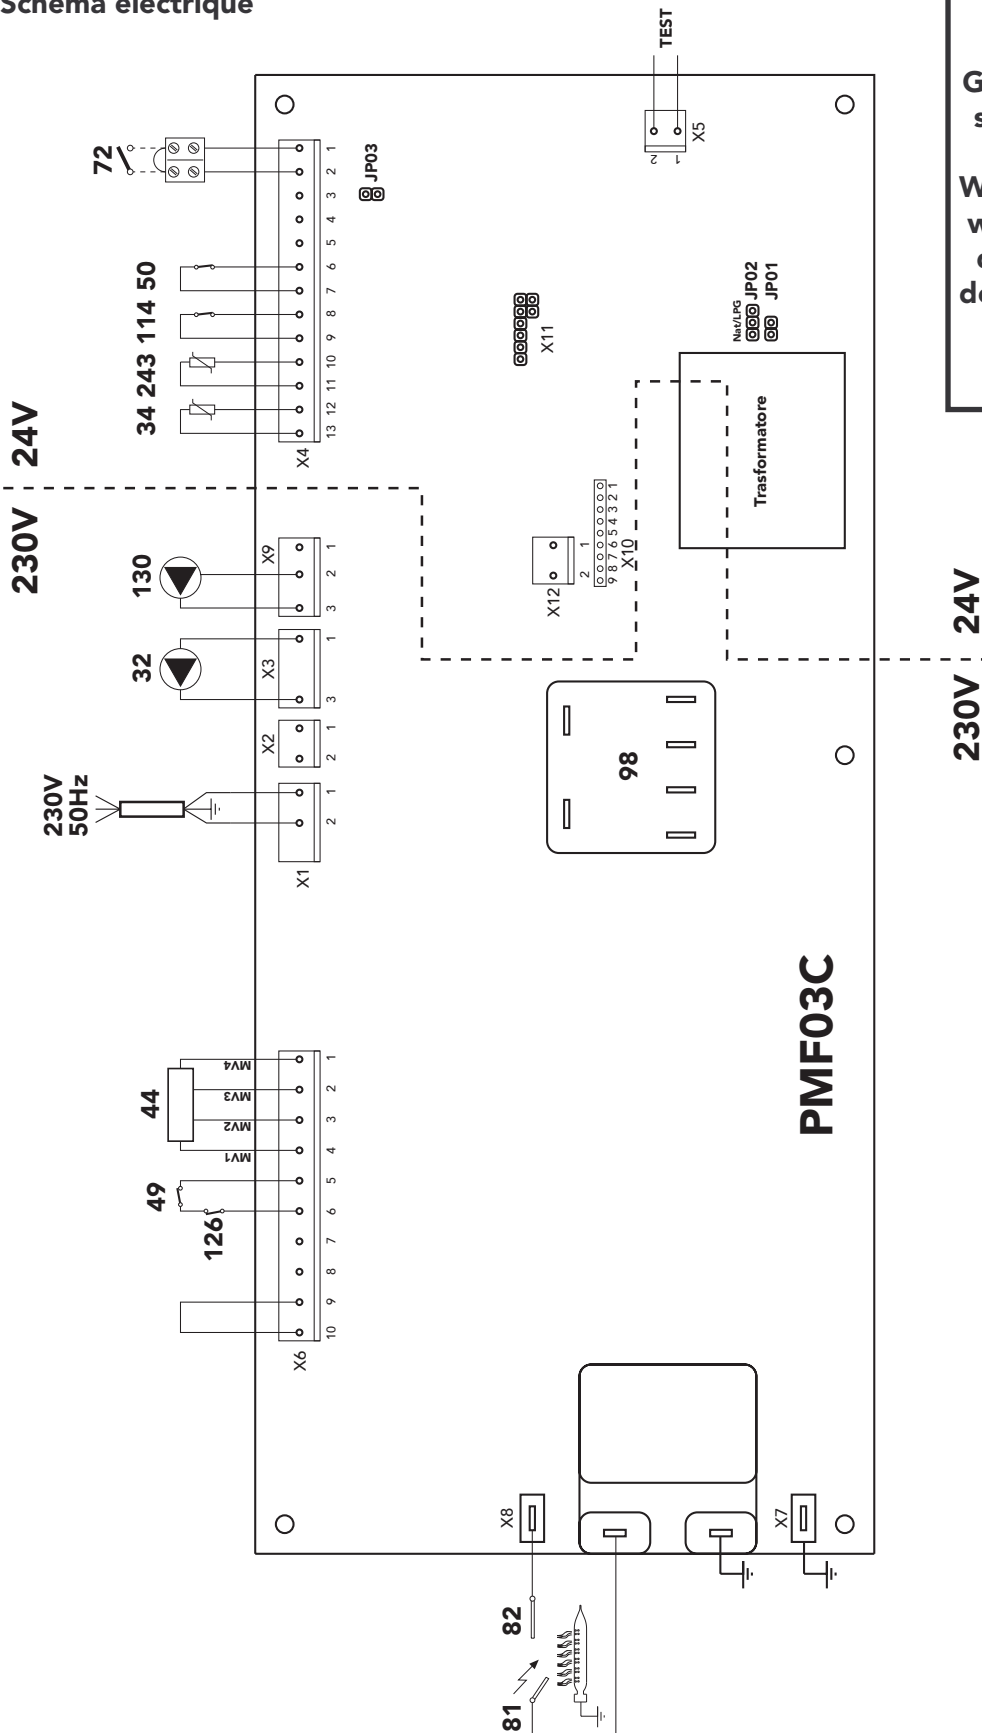 Schéma électrique
TEST
X5
2 1
72
JP03
1 2 3 4 5 6 7 8 9 10 11 12 13
X4
34 243 114 50
24V
230V
X11
Nat/LPG
JP02
JP01
Trasformatore
X10
9 8 7 6 5 4 3 2 1
X12
2 1
130
X9
3 2 1
32
X3
3 1
X2
2 1
230V
50Hz
X1
2 1
98
24V
230V
PMF03C
44
MV4
MV3
MV2
MV1
49
126
1 2 3 4 5 6 7 8 9 10
X6
X8
X7
82
81
G
s
W
w
d